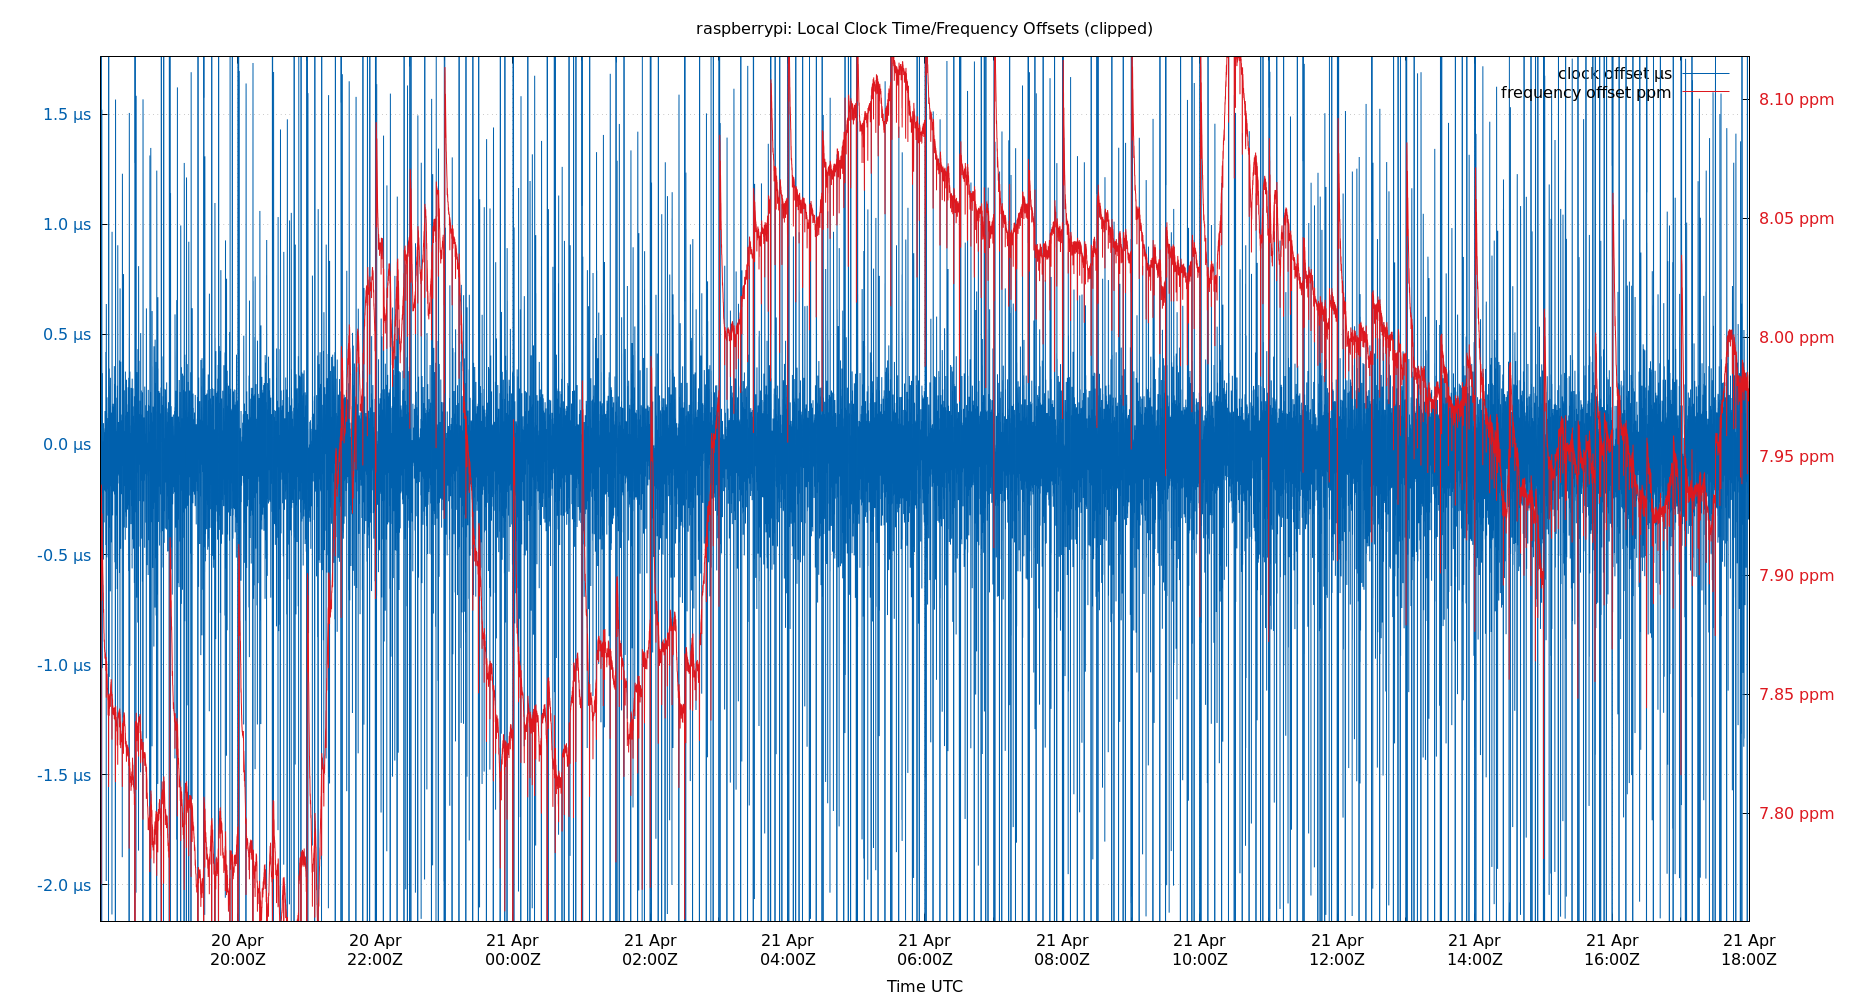 raspberrypi: Local Clock Time/Frequency Offsets (clipped)
clock offset µs
frequency offset ppm
1.5 µs
1.0 µs
0.5 µs
0.0 µs
-0.5 µs
-1.0 µs
-1.5 µs
-2.0 µs
8.10 ppm
8.05 ppm
8.00 ppm
7.95 ppm
7.90 ppm
7.85 ppm
7.80 ppm
20 Apr
20:00Z
20 Apr
22:00Z
21 Apr
00:00Z
21 Apr
02:00Z
21 Apr
04:00Z
21 Apr
06:00Z
21 Apr
08:00Z
21 Apr
10:00Z
21 Apr
12:00Z
21 Apr
14:00Z
21 Apr
16:00Z
21 Apr
18:00Z
Time UTC